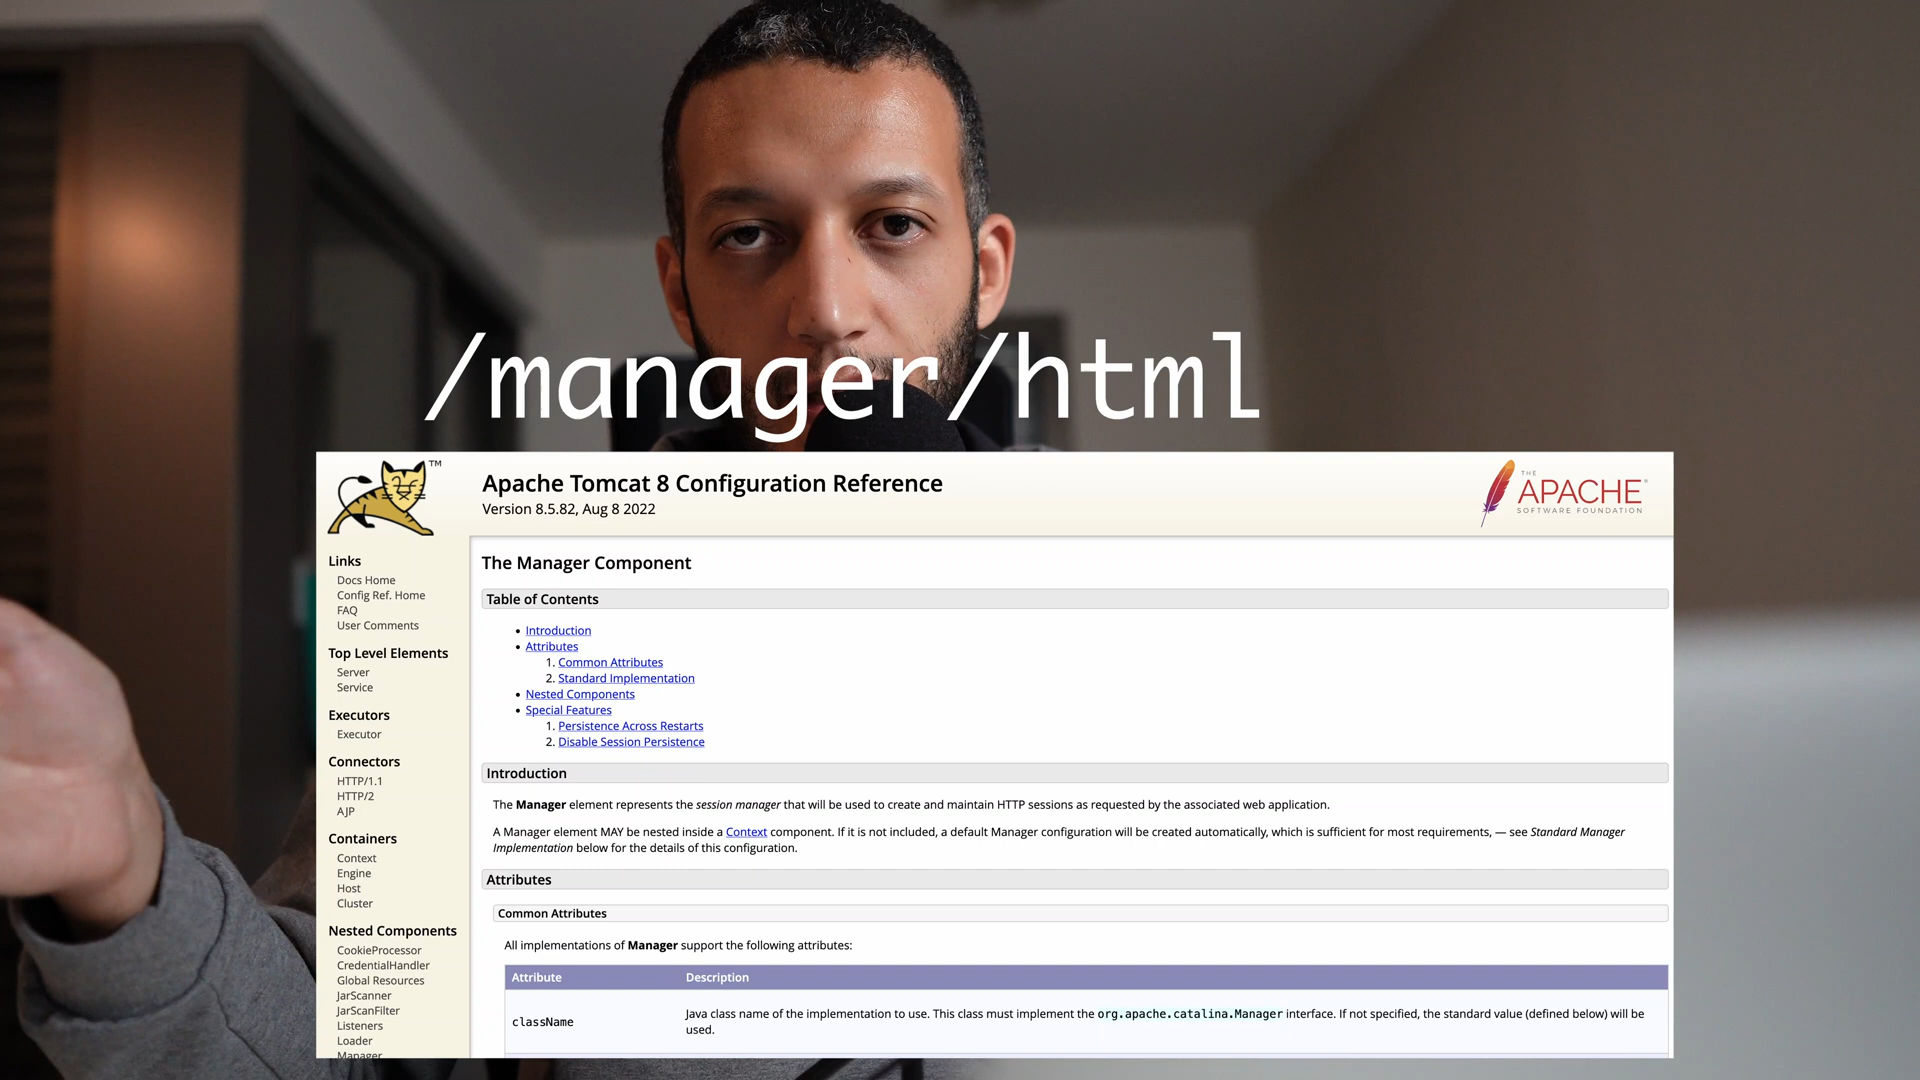 /manager/html
TM
Apache Tomcat 8 Configuration Reference
Version 8.5.82, Aug 8 2022
THE
APACHE®
SOFTWARE FOUNDATION
Links
Docs Home
Config Ref. Home
FAQ
User Comments
Top Level Elements
Server
Service
Executors
Executor
Connectors
HTTP/1.1
HTTP/2
AJP
Containers
Context
Engine
Host
Cluster
Nested Components
CookieProcessor
CredentialHandler
Global Resources
JarScanner
JarScanFilter
Listeners
Loader
Manager
The Manager Component
Table of Contents
• Introduction
• Attributes
1. Common Attributes
2. Standard Implementation
• Nested Components
• Special Features
1. Persistence Across Restarts
2. Disable Session Persistence
Introduction
The Manager element represents the session manager that will be used to create and maintain HTTP sessions as requested by the associated web application.
A Manager element MAY be nested inside a Context component. If it is not included, a default Manager configuration will be created automatically, which is sufficient for most requirements, — see Standard Manager
Implementation below for the details of this configuration.
Attributes
Common Attributes
All implementations of Manager support the following attributes:
Attribute Description
className
Java class name of the implementation to use. This class must implement the org.apache.catalina.Manager interface. If not specified, the standard value (defined below) will be
used.